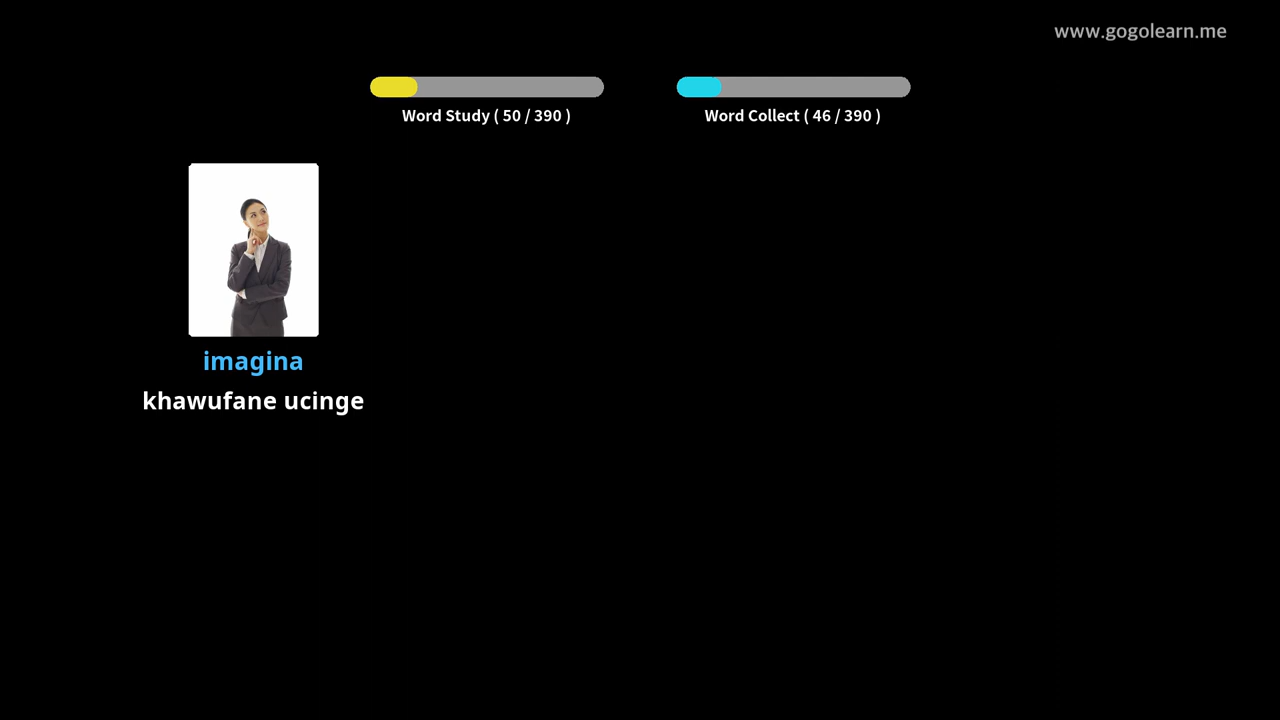 www.gogolearn.me
Word Study ( 50 / 390 )
Word Collect ( 46 / 390 )
imagina
khawufane ucinge